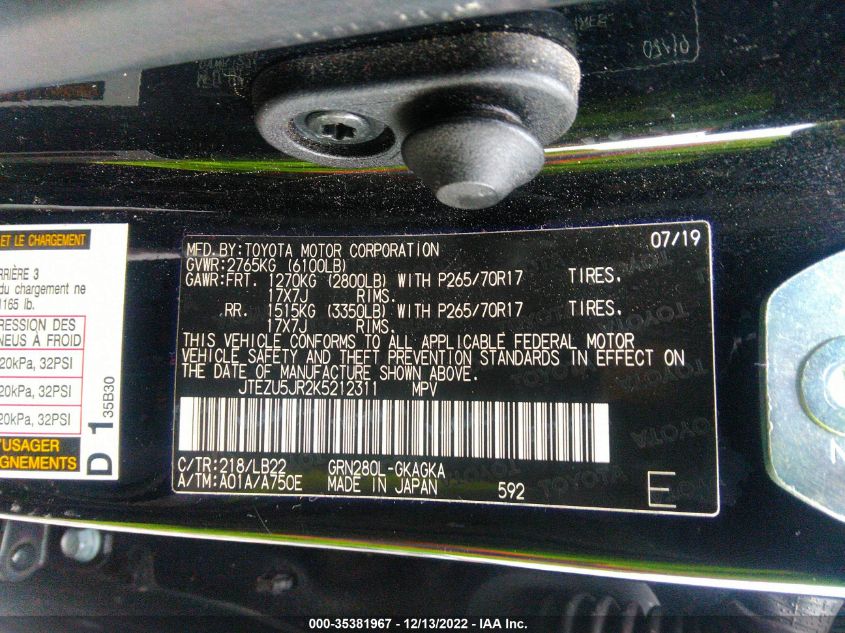 ET LE CHARGEMENT
RRIÈRE 3
du chargement ne
1165 lb.
RESSION DES
NEUS À FROID
20kPa, 32PSI
20kPa, 32PSI
20kPa, 32PSI
'USAGER
GNEMENTS
D 1 35B30
MFD.BY:TOYOTA MOTOR CORPORATION 07/19
GVWR:2765KG (6100LB)
GAWR:FRT. 1270KG (2800LB) WITH P265/70R17 TIRES.
17X7J RIMS.
RR. 1515KG (3350LB) WITH P265/70R17 TIRES.
17X7J RIMS.
THIS VEHICLE CONFORMS TO ALL APPLICABLE FEDERAL MOTOR
VEHICLE SAFETY AND THEFT PREVENTION STANDARDS IN EFFECT ON
THE DATE OF MANUFACTURE SHOWN ABOVE.
JTEZU5JR2K5212311 MPV
C/TR:218/LB22 GRN280L-GKAGKA
A/TM:A01A/A750E MADE IN JAPAN 592 E
000-35381967 - 12/13/2022 - IAA Inc.